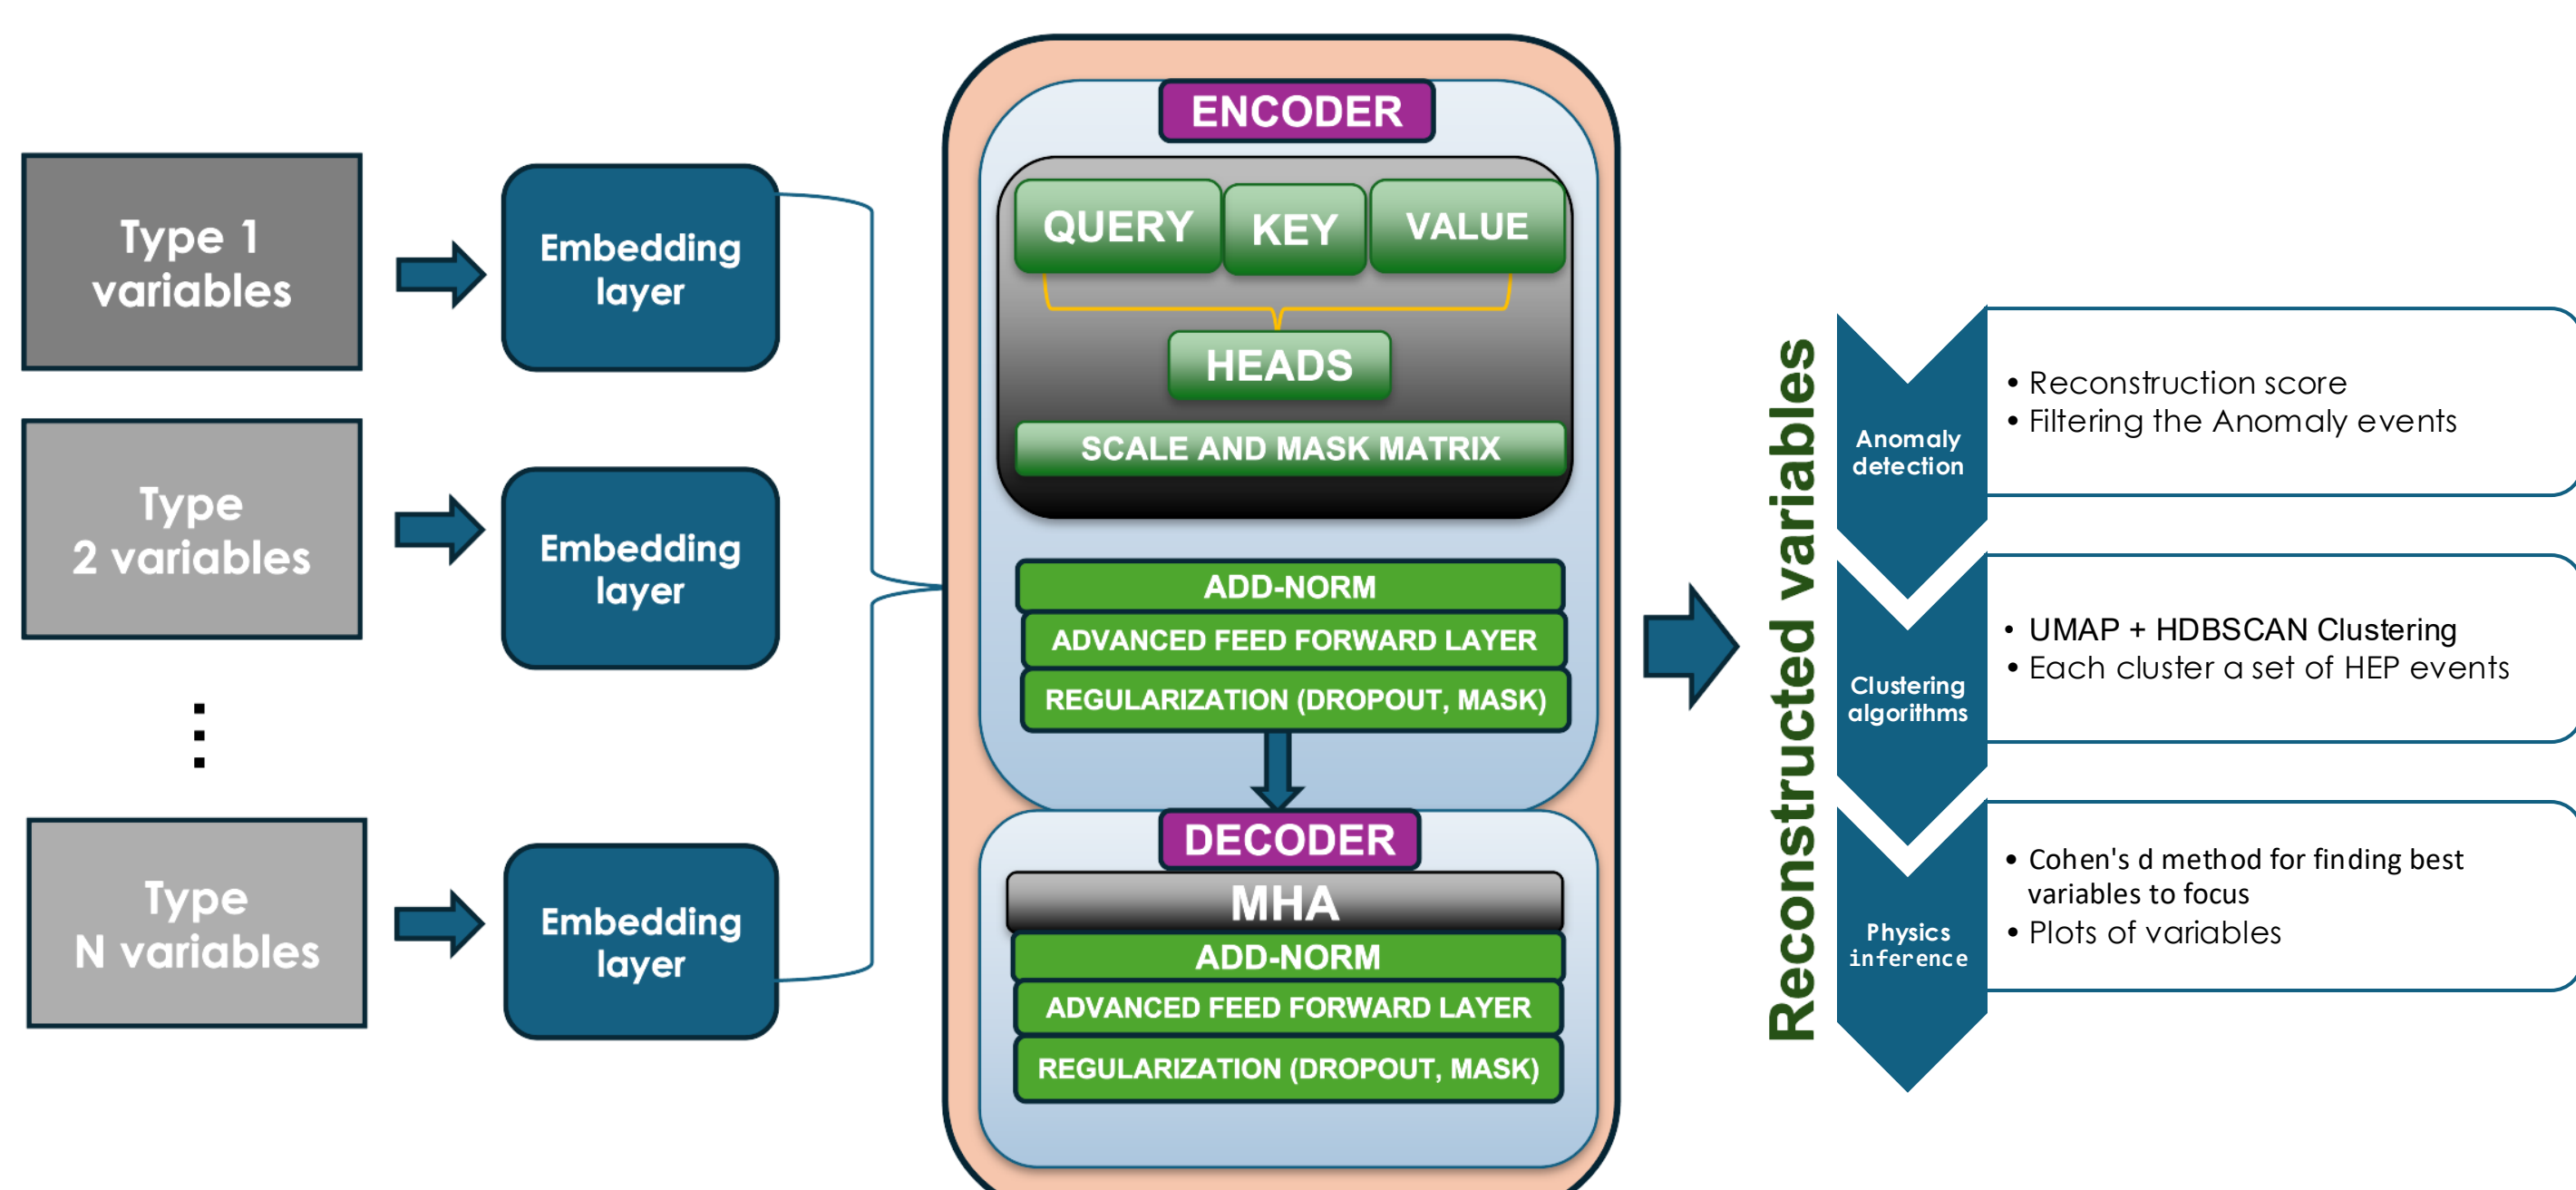 Type 1
variables
Embedding
layer
Type
2 variables
Embedding
layer
Type
N variables
Embedding
layer
ENCODER
QUERY
KEY
VALUE
HEADS
SCALE AND MASK MATRIX
ADD-NORM
ADVANCED FEED FORWARD LAYER
REGULARIZATION (DROPOUT, MASK)
DECODER
MHA
ADD-NORM
ADVANCED FEED FORWARD LAYER
REGULARIZATION (DROPOUT, MASK)
Reconstructed variables
Anomaly
detection
• Reconstruction score
• Filtering the Anomaly events
Clustering
algorithms
• UMAP + HDBSCAN Clustering
• Each cluster a set of HEP events
Physics
inference
• Cohen's d method for finding best
variables to focus
• Plots of variables